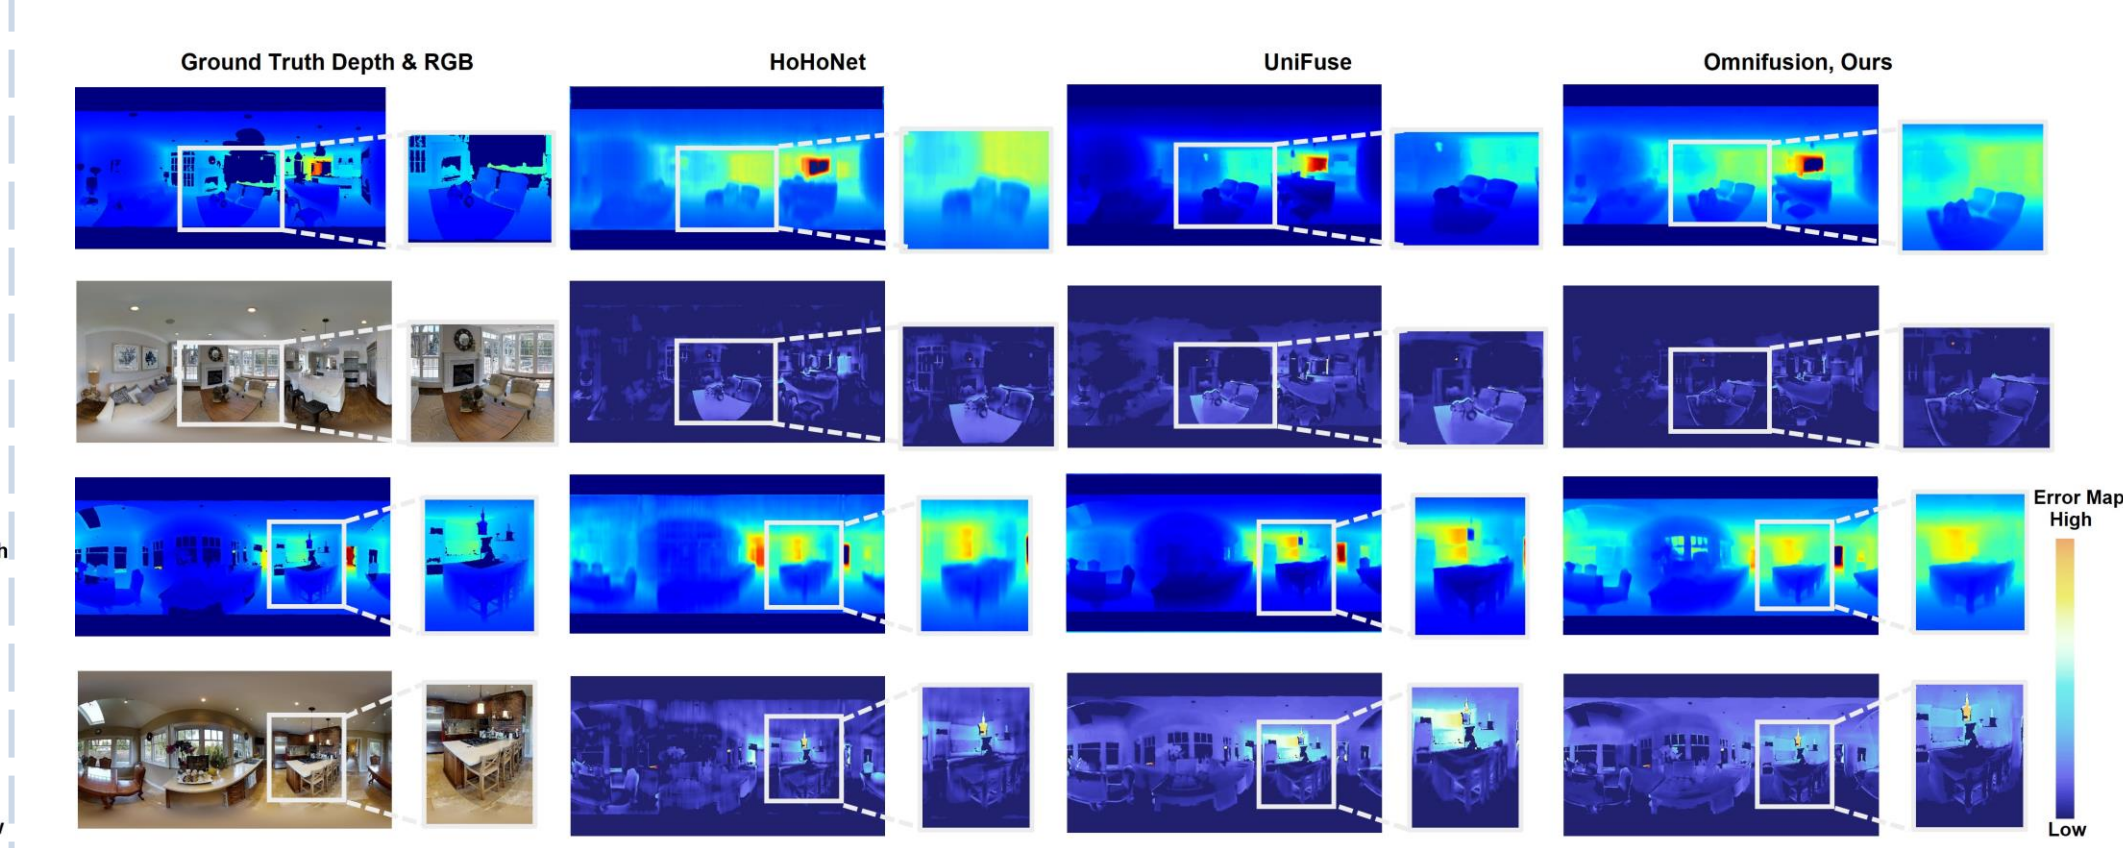 Ground Truth Depth & RGB
HoHoNet
UniFuse
Omnifusion, Ours
Error Map
High
Low